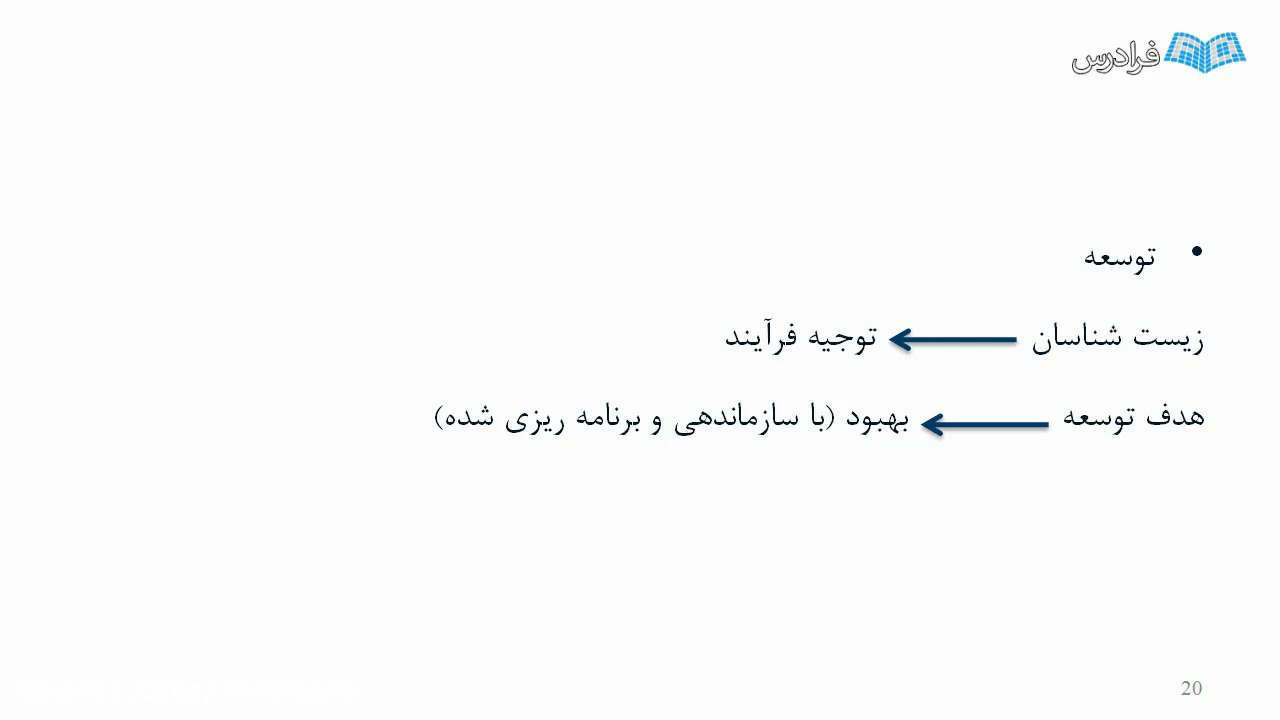 فرادرس
• توسعه
زیست شناسان ← توجیه فرآیند
هدف توسعه ← بهبود (با سازماندهی و برنامه ریزی شده)
20